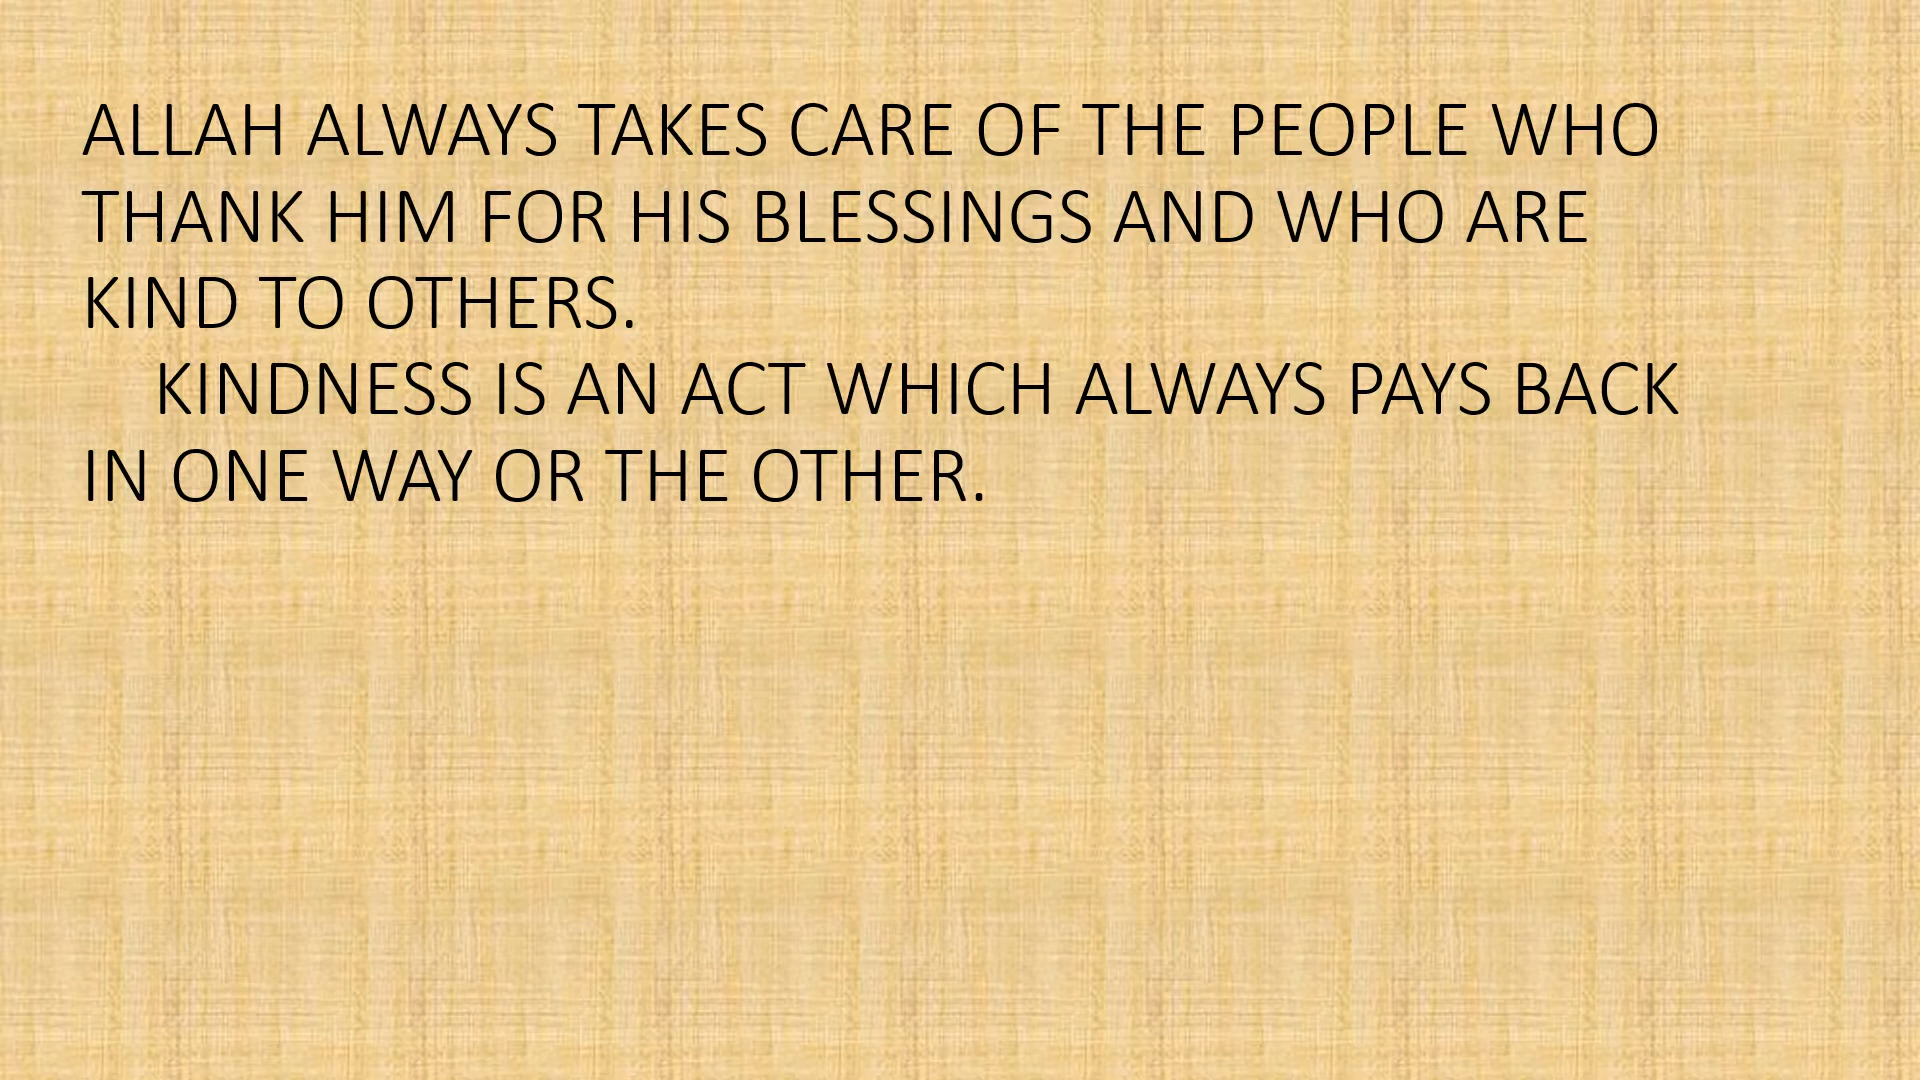 ALLAH ALWAYS TAKES CARE OF THE PEOPLE WHO
THANK HIM FOR HIS BLESSINGS AND WHO ARE
KIND TO OTHERS.
KINDNESS IS AN ACT WHICH ALWAYS PAYS BACK
IN ONE WAY OR THE OTHER.